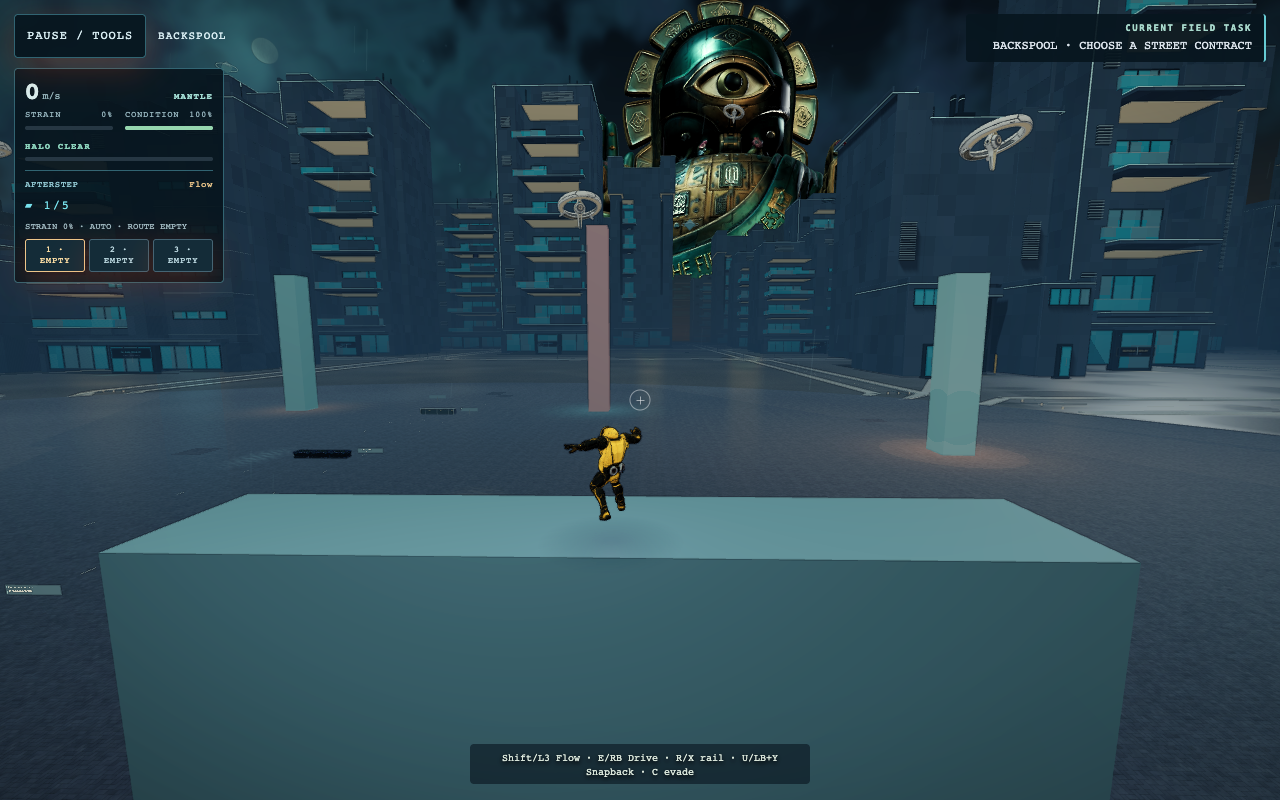 PAUSE / TOOLS
BACKSPOOL
CURRENT FIELD TASK
BACKSPOOL · CHOOSE A STREET CONTRACT
0 m/s
MANTLE
STRAIN 0%
CONDITION 100%
HALO CLEAR
AFTERSTEP
Flow
1/5
STRAIN 0% · AUTO · ROUTE EMPTY
1 · EMPTY
2 · EMPTY
3 · EMPTY
HE FI
Shift/L3 Flow · E/RB Drive · R/X rail · U/LB+Y
Snapback · C evade